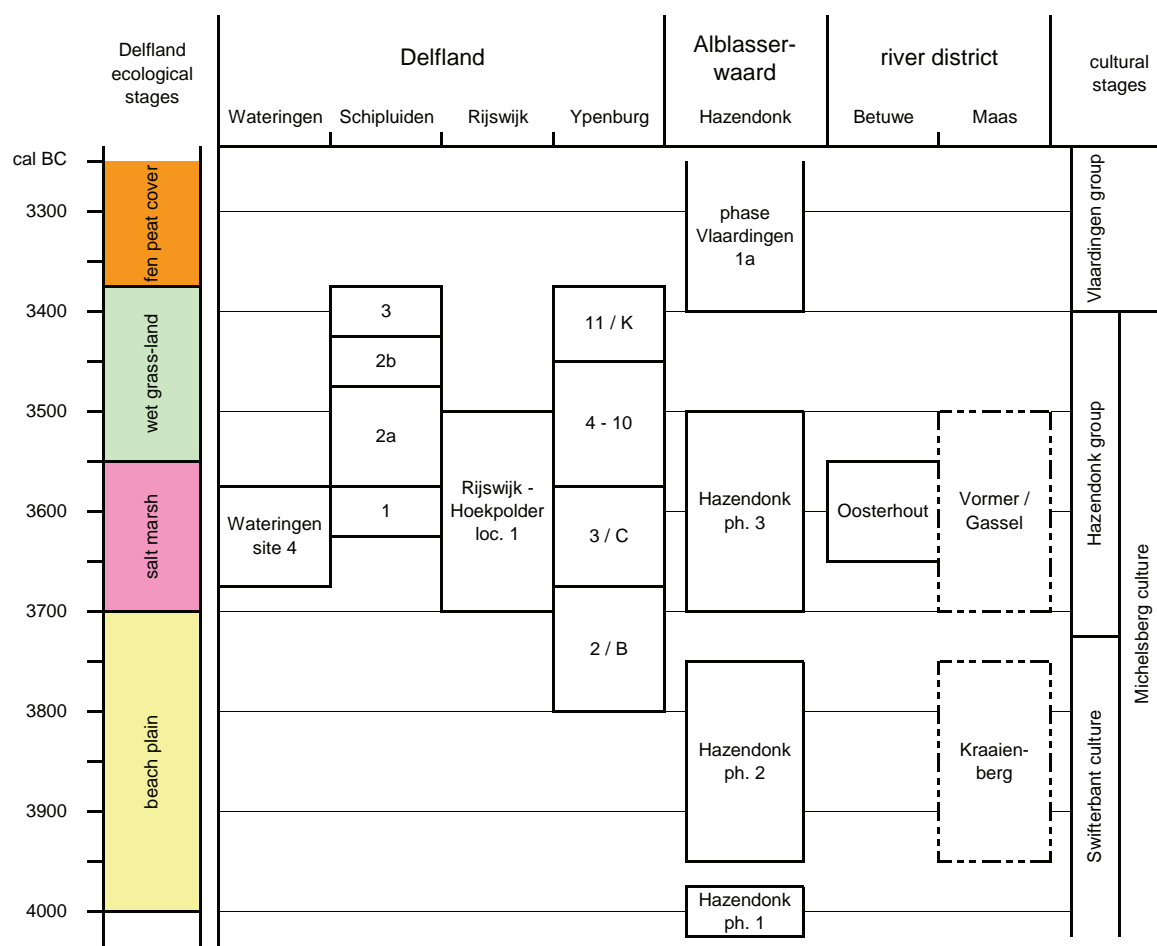 Delfland
ecological
stages
Delfland
Alblasser-
waard
river district
cultural
stages
Wateringen
Schipluiden
Rijswijk
Ypenburg
Hazendonk
Betuwe
Maas
cal BC
3300
3400
3500
3600
3700
3800
3900
4000
fen peat cover
wet grass-land
salt marsh
beach plain
Wateringen
site 4
3
2b
2a
1
Rijswijk -
Hoekpolder
loc. 1
11 / K
4 - 10
3 / C
2 / B
phase
Vlaardingen
1a
Hazendonk
ph. 3
Hazendonk
ph. 2
Hazendonk
ph. 1
Oosterhout
Vormer /
Gassel
Kraaien-
berg
Vlaardingen group
Hazendonk group
Swifterbant culture
Michelsberg culture